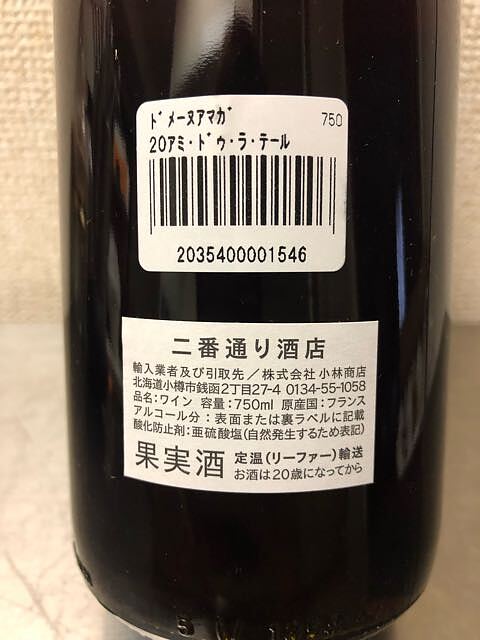 ドメーヌアマガ 750
20アミ・ドゥ・ラ・テール
2035400001546
二番通り酒店
輸入業者及び引取先/株式会社 小林商店
北海道小樽市銭函2丁目27-4 0134-55-1058
品名:ワイン 容量:750ml 原産国:フランス
アルコール分:表面または裏ラベルに記載
酸化防止剤:亜硫酸塩(自然発生するため表記)
果実酒 定温(リーファー)輸送
お酒は20歳になってから